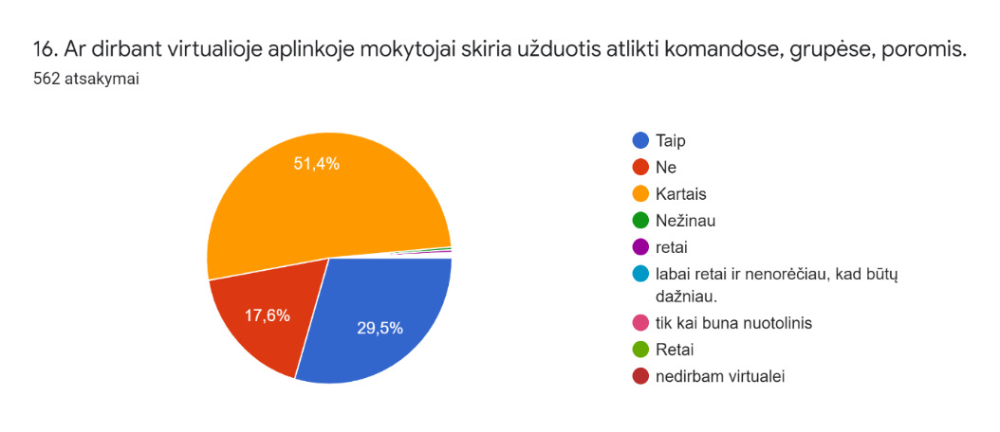 16. Ar dirbant virtualioje aplinkoje mokytojai skiria užduotis atlikti komandose, grupėse, poromis.
562 atsakymai
51,4%
17,6%
29,5%
Taip
Ne
Kartais
Nežinau
retai
labai retai ir nenorėčiau, kad būtų
dažniau.
tik kai buna nuotolinis
Retai
nedirbam virtualei